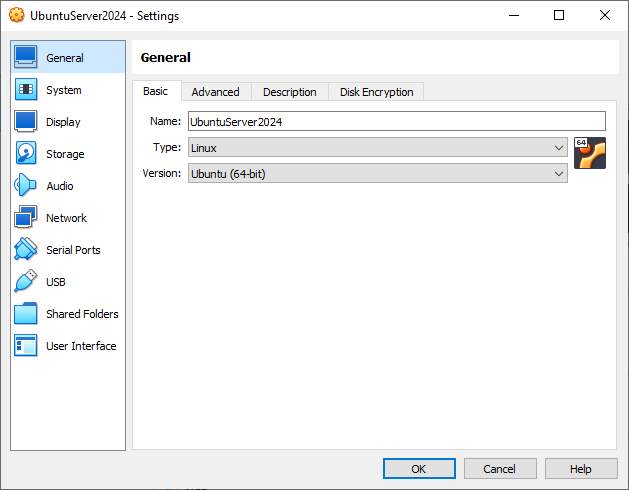 UbuntuServer2024 - Settings
General
System
Display
Storage
Audio
Network
Serial Ports
USB
Shared Folders
User Interface
General
Basic
Advanced
Description
Disk Encryption
Name: UbuntuServer2024
Type: Linux
64
Version: Ubuntu (64-bit)
OK
Cancel
Help